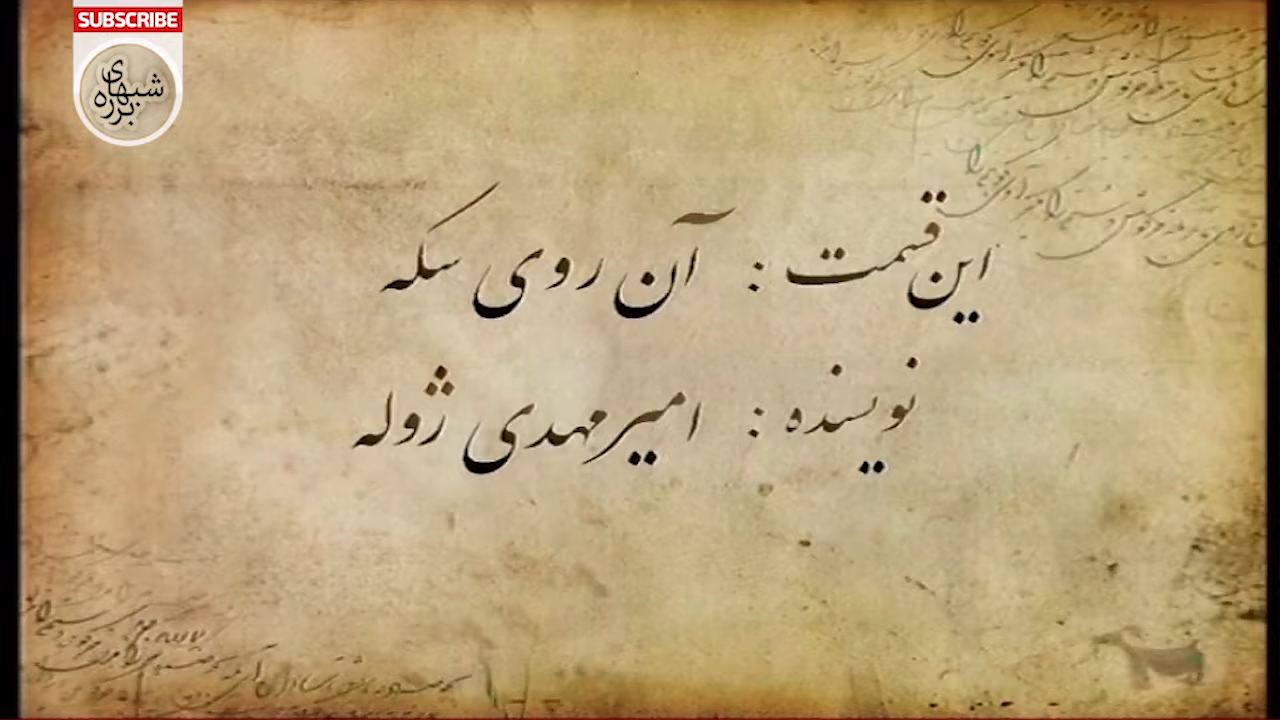 SUBSCRIBE
شبهای
برره
این قسمت : آن روی سکه
نویسنده : امیرمهدی ژوله